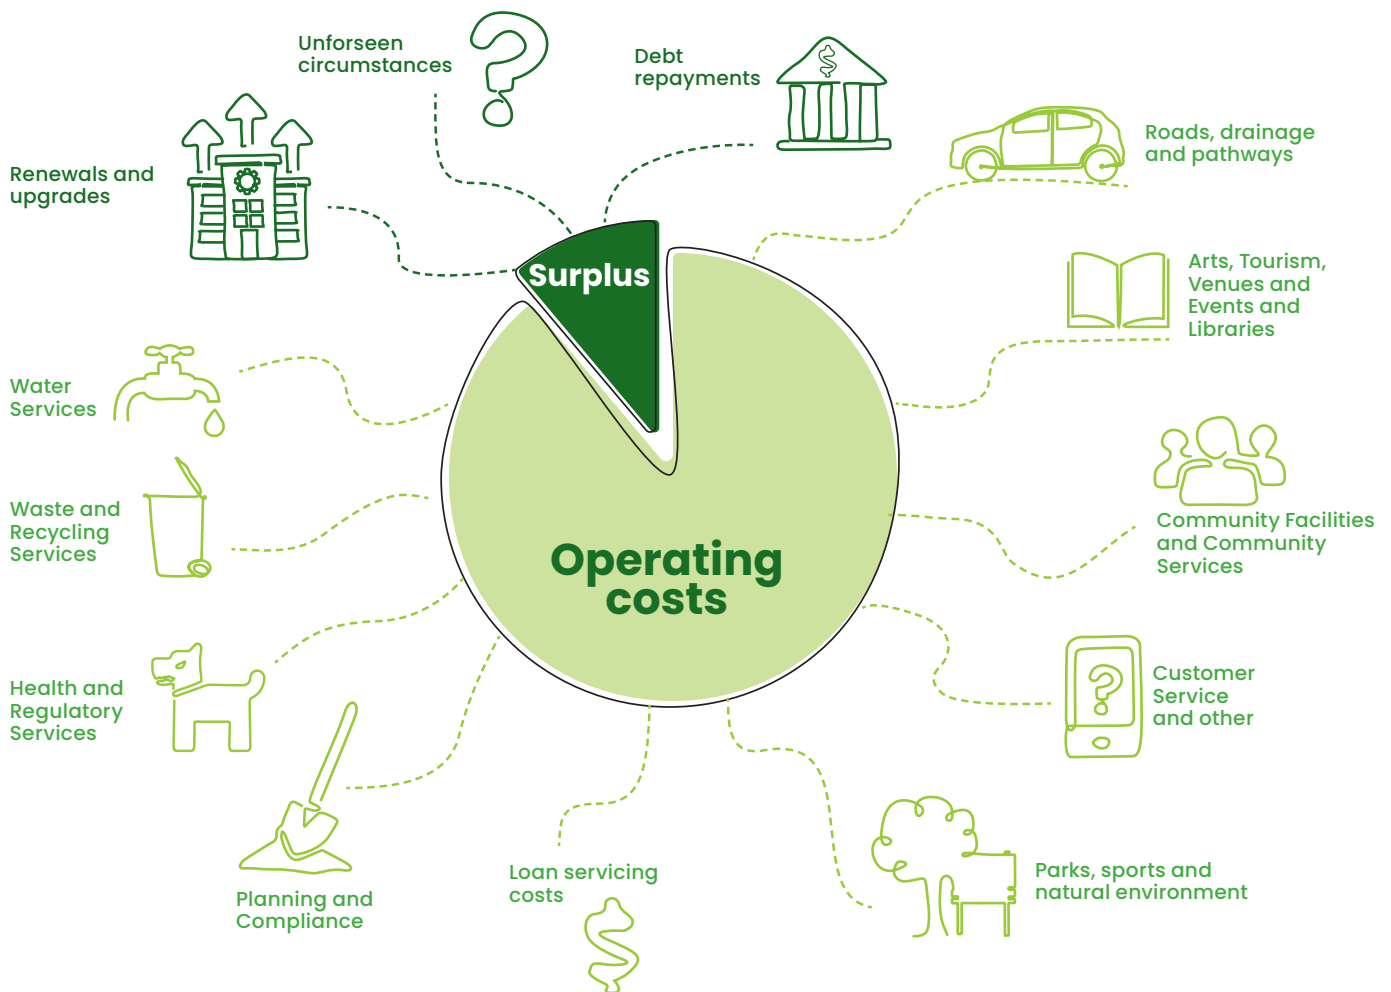 Unforseen
circumstances
Debt
repayments
Roads, drainage
and pathways
Renewals and
upgrades
Surplus
Arts, Tourism,
Venues and
Events and
Libraries
Water
Services
Waste and
Recycling
Services
Community Facilities
and Community
Services
Operating
costs
Customer
Service
and other
Health and
Regulatory
Services
Planning and
Compliance
Loan servicing
costs
Parks, sports and
natural environment